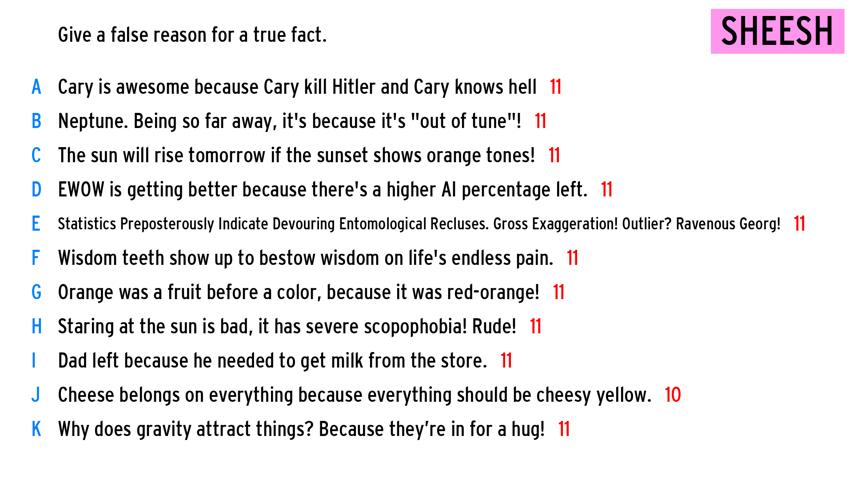 Give a false reason for a true fact.
SHEESH
A Cary is awesome because Cary kill Hitler and Cary knows hell 11
B Neptune. Being so far away, it's because it's "out of tune"! 11
C The sun will rise tomorrow if the sunset shows orange tones! 11
D EWOW is getting better because there's a higher AI percentage left. 11
E Statistics Preposterously Indicate Devouring Entomological Recluses. Gross Exaggeration! Outlier? Ravenous Georg! 11
F Wisdom teeth show up to bestow wisdom on life's endless pain. 11
G Orange was a fruit before a color, because it was red-orange! 11
H Staring at the sun is bad, it has severe scopophobia! Rude! 11
I Dad left because he needed to get milk from the store. 11
J Cheese belongs on everything because everything should be cheesy yellow. 10
K Why does gravity attract things? Because they’re in for a hug! 11